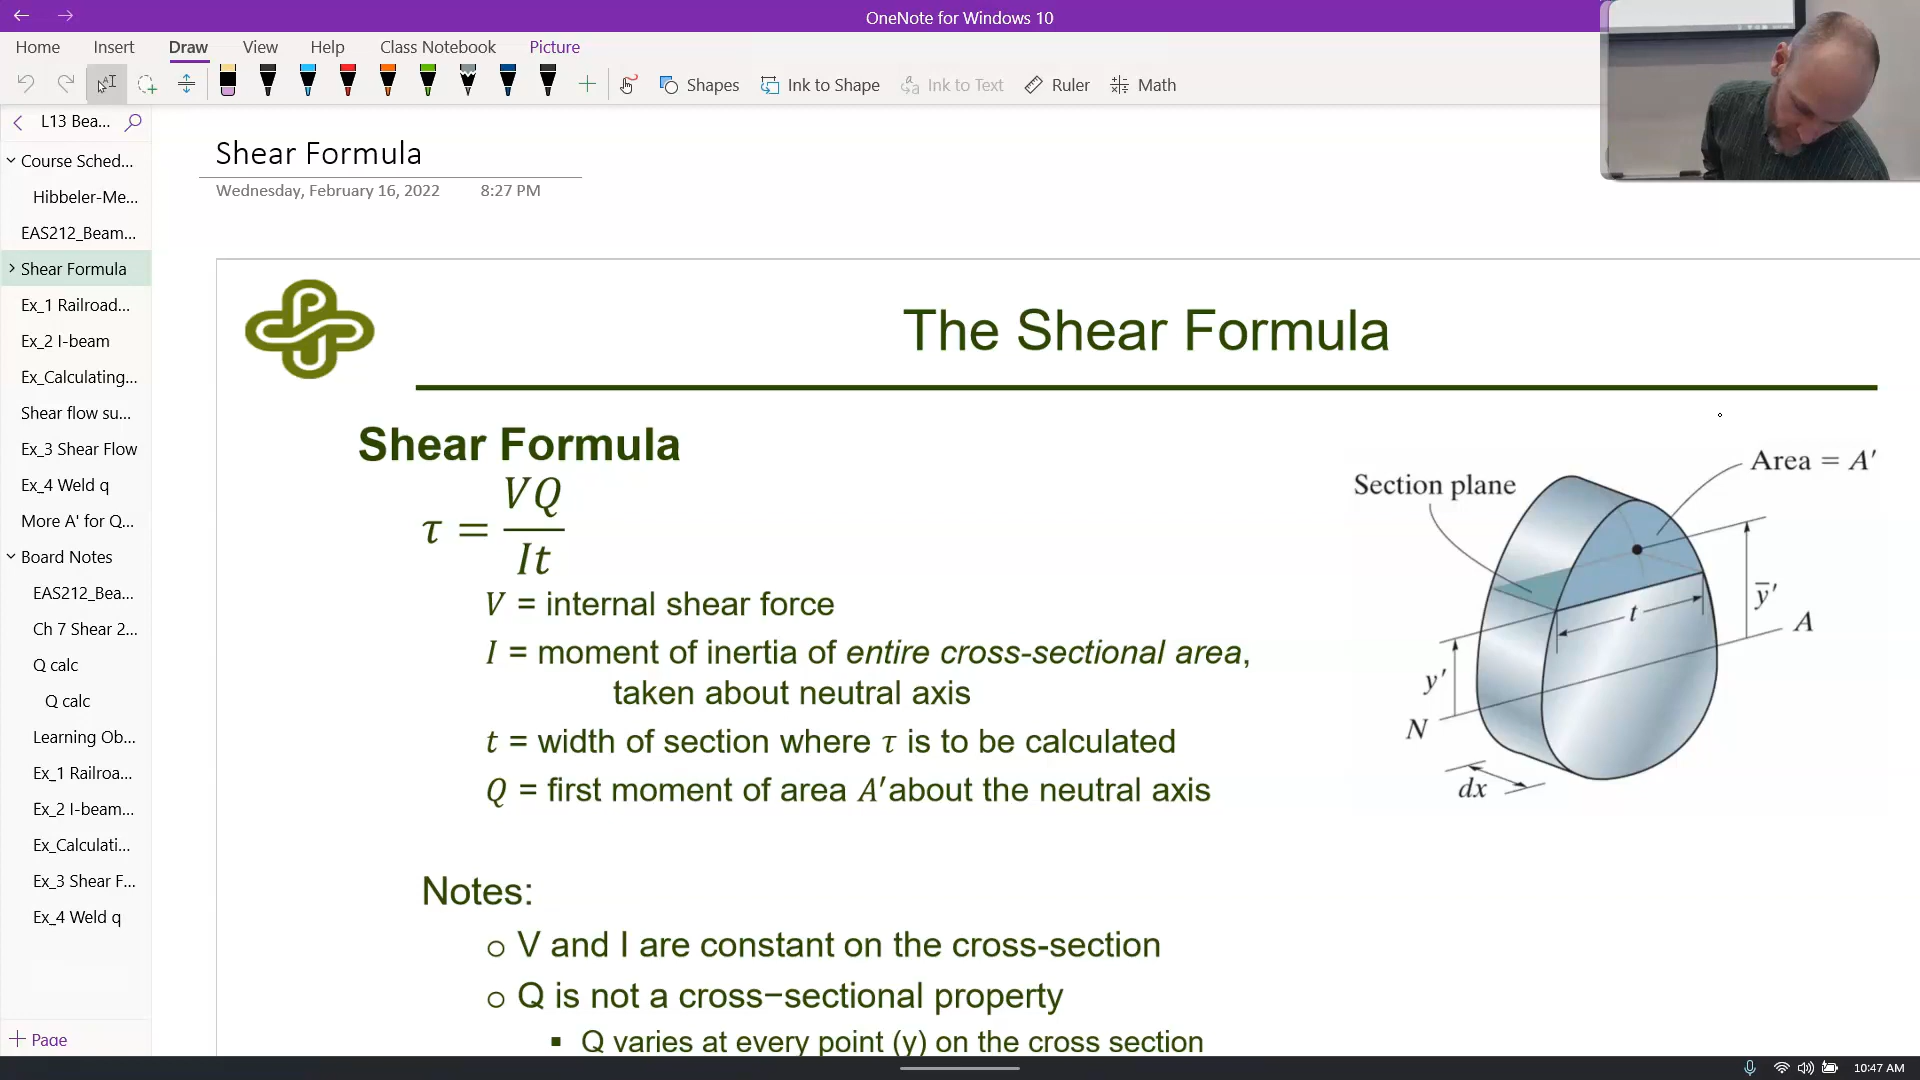 OneNote for Windows 10
Home Insert Draw View Help Class Notebook Picture
Shapes Ink to Shape Ink to Text Ruler Math
L13 Bea...
Course Sched...
Hibbeler-Me...
EAS212_Beam...
Shear Formula
Ex_1 Railroad...
Ex_2 I-beam
Ex_Calculating...
Shear flow su...
Ex_3 Shear Flow
Ex_4 Weld q
More A' for Q...
Board Notes
EAS212_Bea...
Ch 7 Shear 2...
Q calc
Q calc
Learning Ob...
Ex_1 Railroa...
Ex_2 I-beam...
Ex_Calculati...
Ex_3 Shear F...
Ex_4 Weld q
+ Page
Shear Formula
Wednesday, February 16, 2022 8:27 PM
The Shear Formula
Shear Formula
τ = VQ/It
V = internal shear force
I = moment of inertia of entire cross-sectional area,
taken about neutral axis
t = width of section where τ is to be calculated
Q = first moment of area A′ about the neutral axis
Notes:
o V and I are constant on the cross-section
o Q is not a cross−sectional property
▪ Q varies at every point (y) on the cross section
Section plane
Area = A′
t
y̅′
A
y′
N
dx
10:47 AM